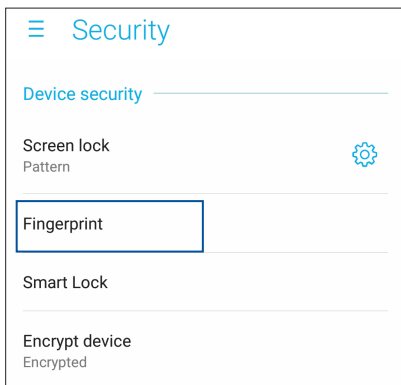 Security
Device security
Screen lock
Pattern
Fingerprint
Smart Lock
Encrypt device
Encrypted